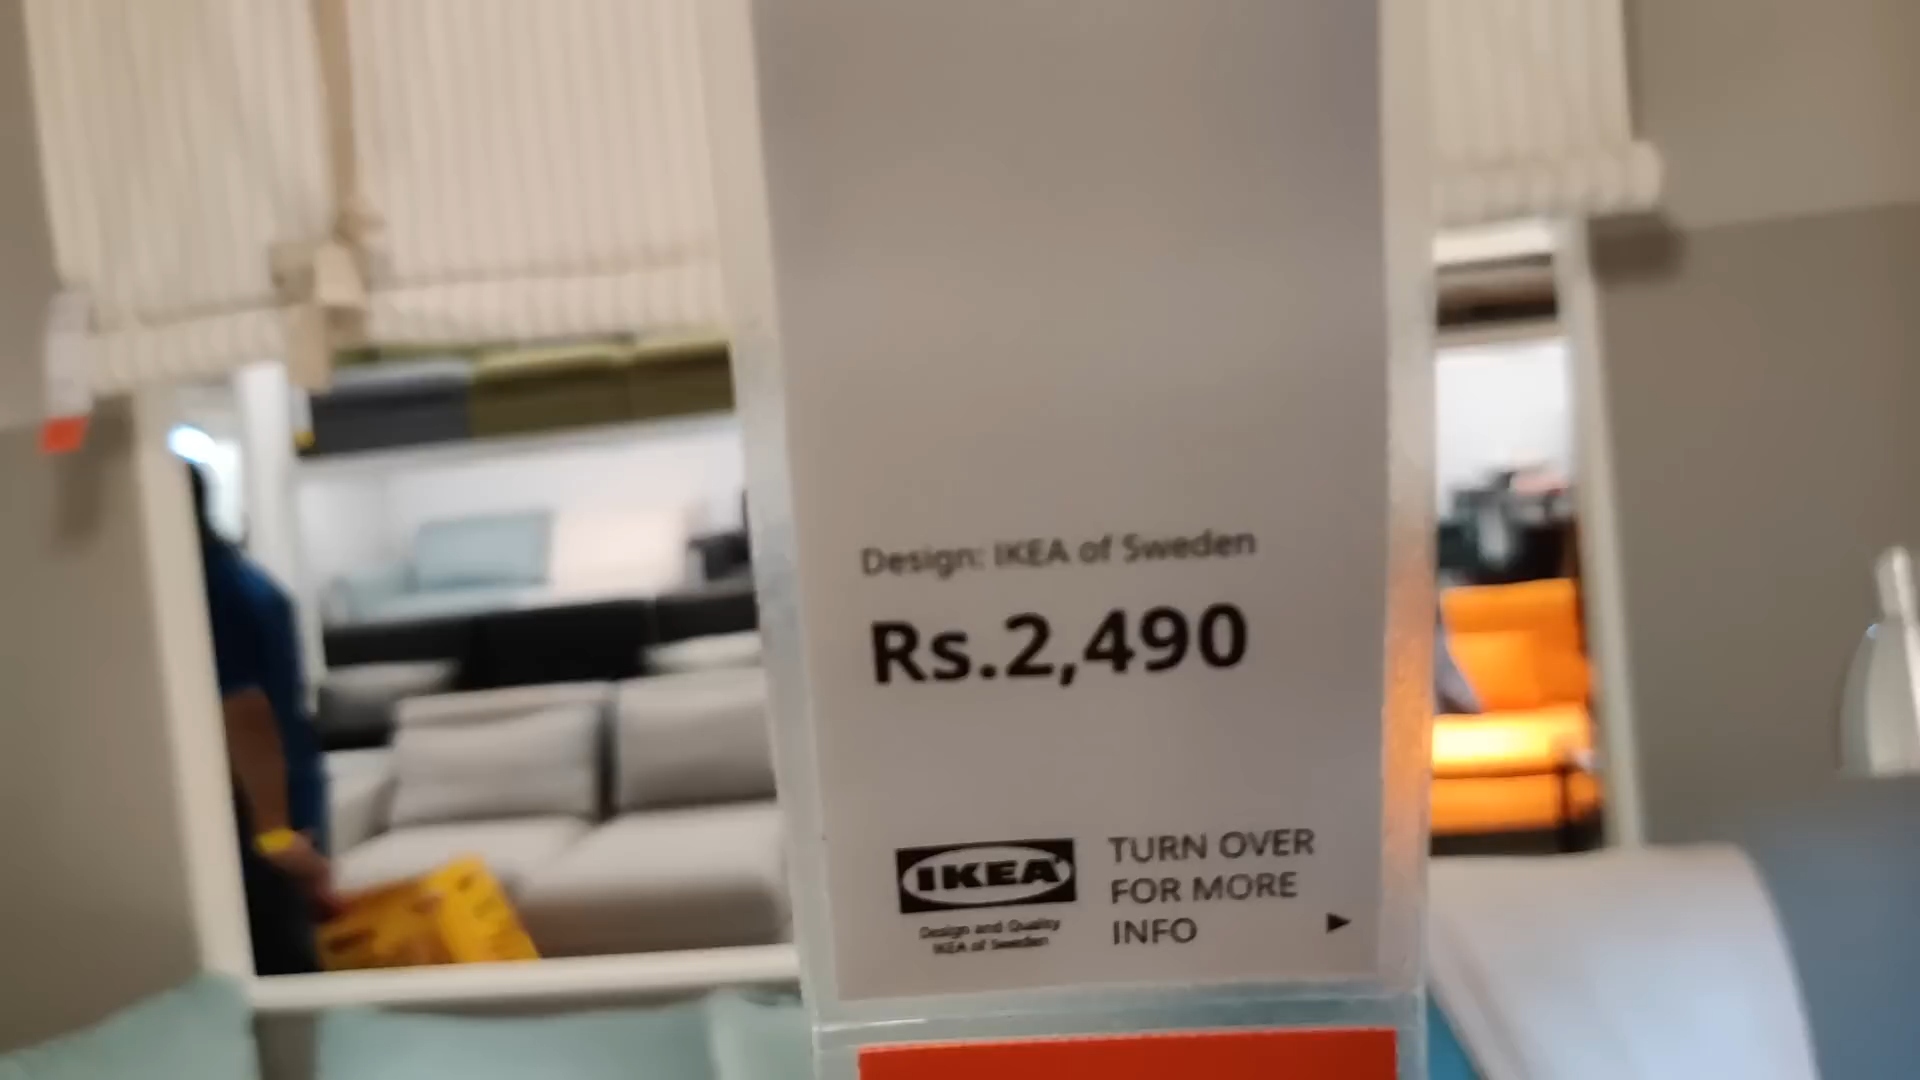 Design: IKEA of Sweden
Rs.2,490
IKEA
Design and Quality
IKEA of Sweden
TURN OVER
FOR MORE
INFO